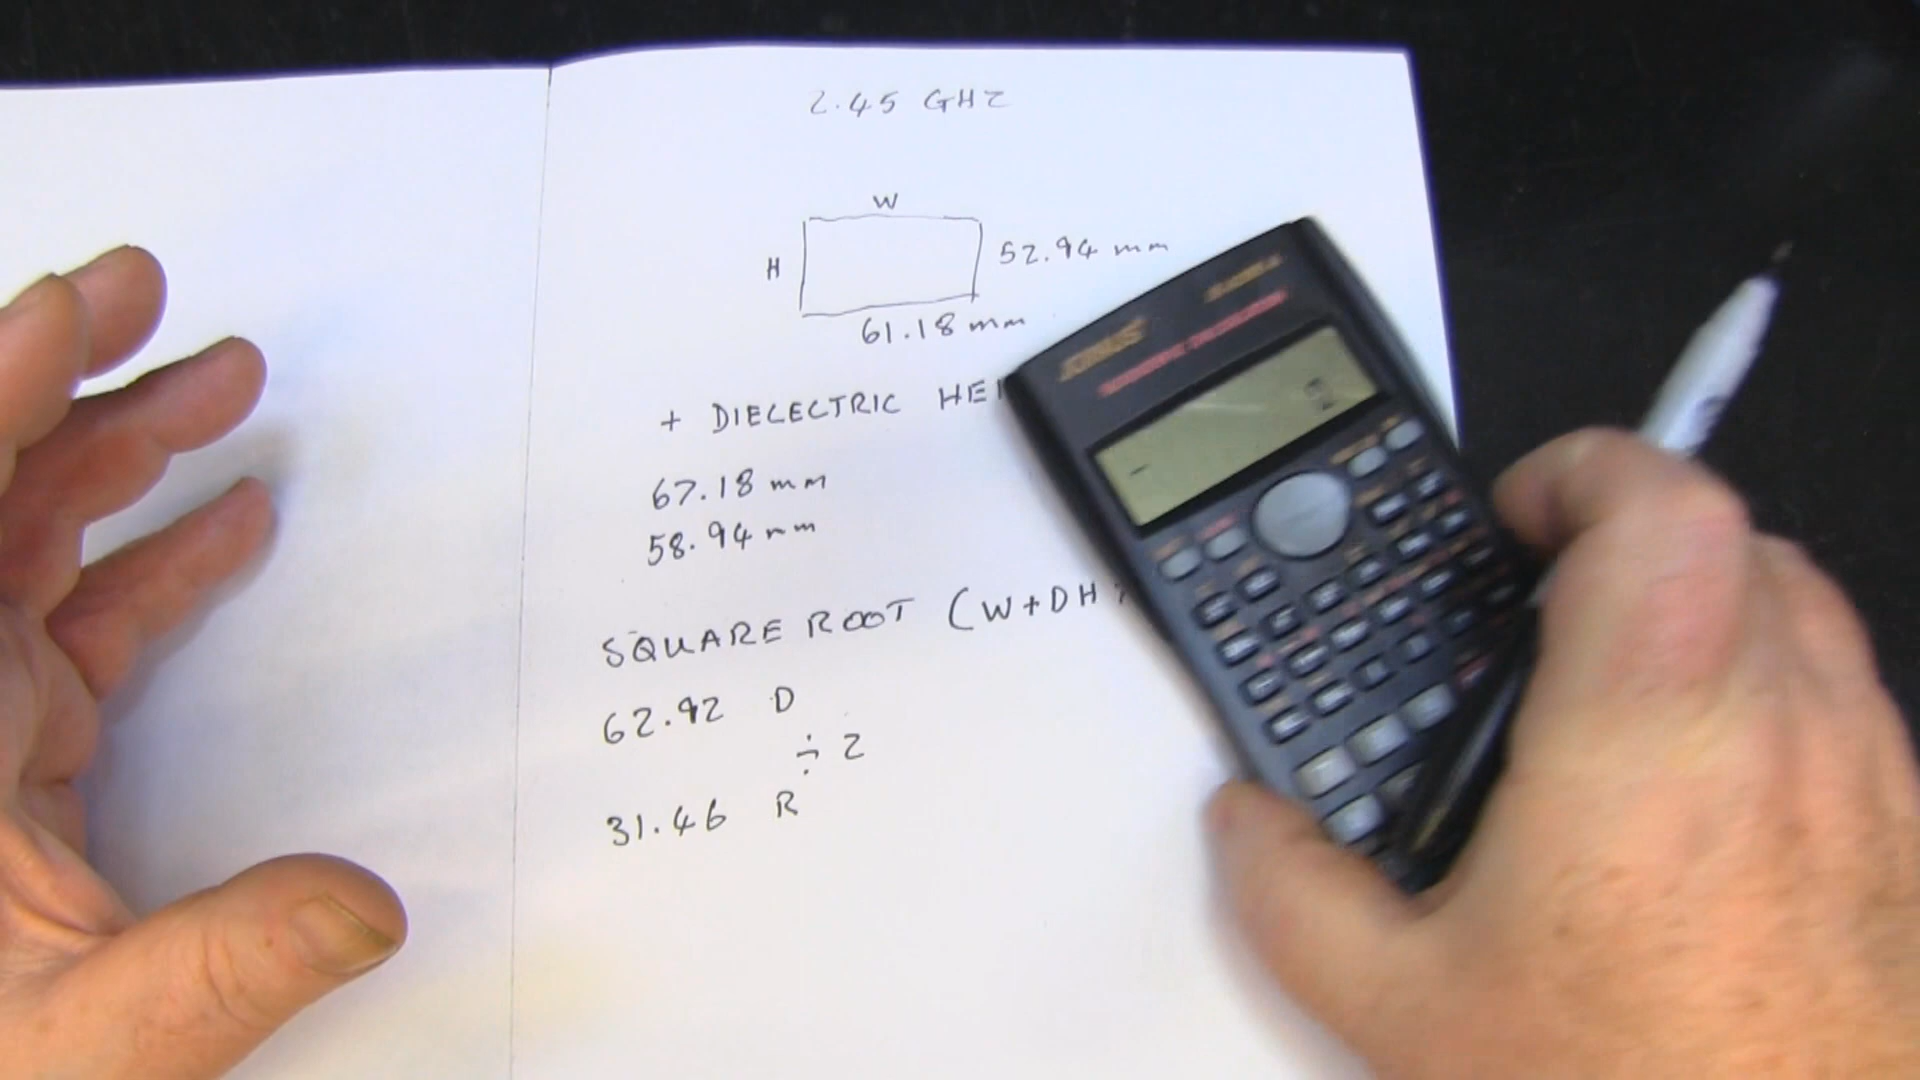 2.45 GHZ
W
H
52.94 mm
61.18 mm
+ DIELECTRIC
67.18 mm
58.94 mm
SQUARE ROOT (W+DH
62.92 D
÷ 2
31.46 R